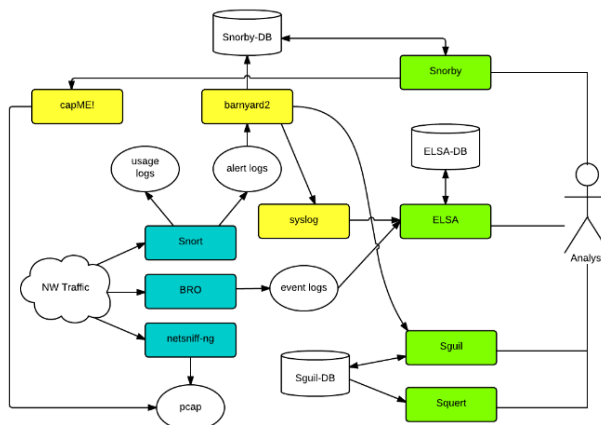 Snorby-DB
Snorby
capME!
barnyard2
usage
logs
alert logs
ELSA-DB
syslog
ELSA
Snort
Analys
NW Traffic
BRO
event logs
netsniff-ng
Sguil
Sguil-DB
pcap
Squert